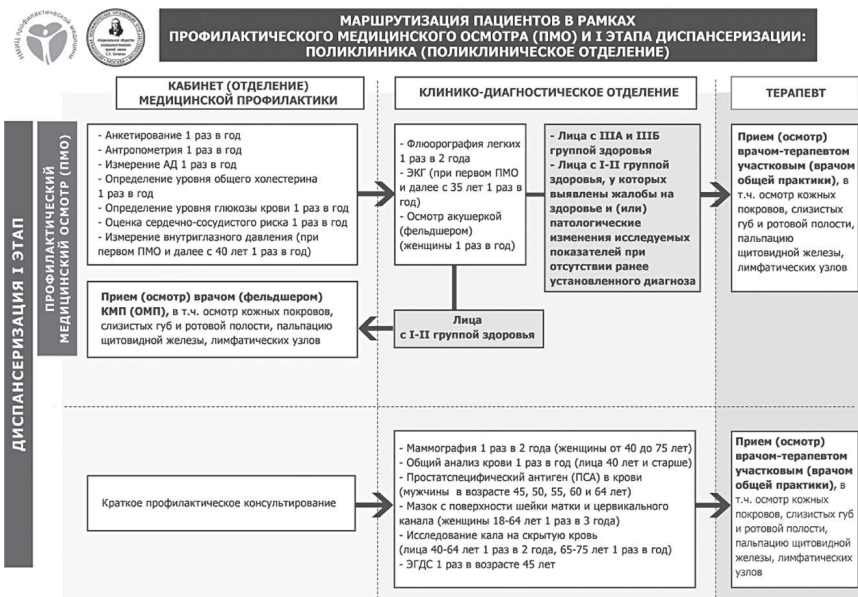 НМИЦ профилактической медицины
МАРШРУТИЗАЦИЯ ПАЦИЕНТОВ В РАМКАХ
ПРОФИЛАКТИЧЕСКОГО МЕДИЦИНСКОГО ОСМОТРА (ПМО) И I ЭТАПА ДИСПАНСЕРИЗАЦИИ:
ПОЛИКЛИНИКА (ПОЛИКЛИНИЧЕСКОЕ ОТДЕЛЕНИЕ)
КАБИНЕТ (ОТДЕЛЕНИЕ)
МЕДИЦИНСКОЙ ПРОФИЛАКТИКИ
КЛИНИКО-ДИАГНОСТИЧЕСКОЕ ОТДЕЛЕНИЕ
ТЕРАПЕВТ
ДИСПАНСЕРИЗАЦИЯ I ЭТАП
ПРОФИЛАКТИЧЕСКИЙ
МЕДИЦИНСКИЙ ОСМОТР (ПМО)
- Анкетирование 1 раз в год
- Антропометрия 1 раз в год
- Измерение АД 1 раз в год
- Определение уровня общего холестерина
1 раз в год
- Определение уровня глюкозы крови 1 раз в год
- Оценка сердечно-сосудистого риска 1 раз в год
- Измерение внутриглазного давления (при
первом ПМО и далее с 40 лет 1 раз в год)
- Флюорография легких
1 раз в 2 года
- ЭКГ (при первом ПМО
и далее с 35 лет 1 раз в
год)
- Осмотр акушеркой
(фельдшером)
(женщины 1 раз в год)
- Лица с IIIА и IIIБ
группой здоровья
- Лица с I-II группой
здоровья, у которых
выявлены жалобы на
здоровье и (или)
патологические
изменения исследуемых
показателей при
отсутствии ранее
установленного диагноза
Прием (осмотр)
врачом-терапевтом
участковым (врачом
общей практики), в
т.ч. осмотр кожных
покровов, слизистых
губ и ротовой полости,
пальпацию
щитовидной железы,
лимфатических узлов
Прием (осмотр) врачом (фельдшером)
КМП (ОМП), в т.ч. осмотр кожных покровов,
слизистых губ и ротовой полости, пальпацию
щитовидной железы, лимфатических узлов
Лица
с I-II группой здоровья
Краткое профилактическое консультирование
- Маммография 1 раз в 2 года (женщины от 40 до 75 лет)
- Общий анализ крови 1 раз в год (лица 40 лет и старше)
- Простатспецифический антиген (ПСА) в крови
(мужчины в возрасте 45, 50, 55, 60 и 64 лет)
- Мазок с поверхности шейки матки и цервикального
канала (женщины 18-64 лет 1 раз в 3 года)
- Исследование кала на скрытую кровь
(лица 40-64 лет 1 раз в 2 года, 65-75 лет 1 раз в год)
- ЭГДС 1 раз в возрасте 45 лет
Прием (осмотр)
врачом-терапевтом
участковым (врачом
общей практики), в
т.ч. осмотр кожных
покровов, слизистых губ
и ротовой полости,
пальпацию щитовидной
железы, лимфатических
узлов